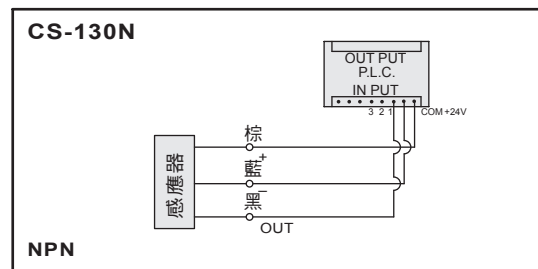 CS-130N
OUT PUT
P.L.C.
IN PUT
3 2 1 COM +24V
棕
+
藍
−
黑
OUT
感應器
NPN